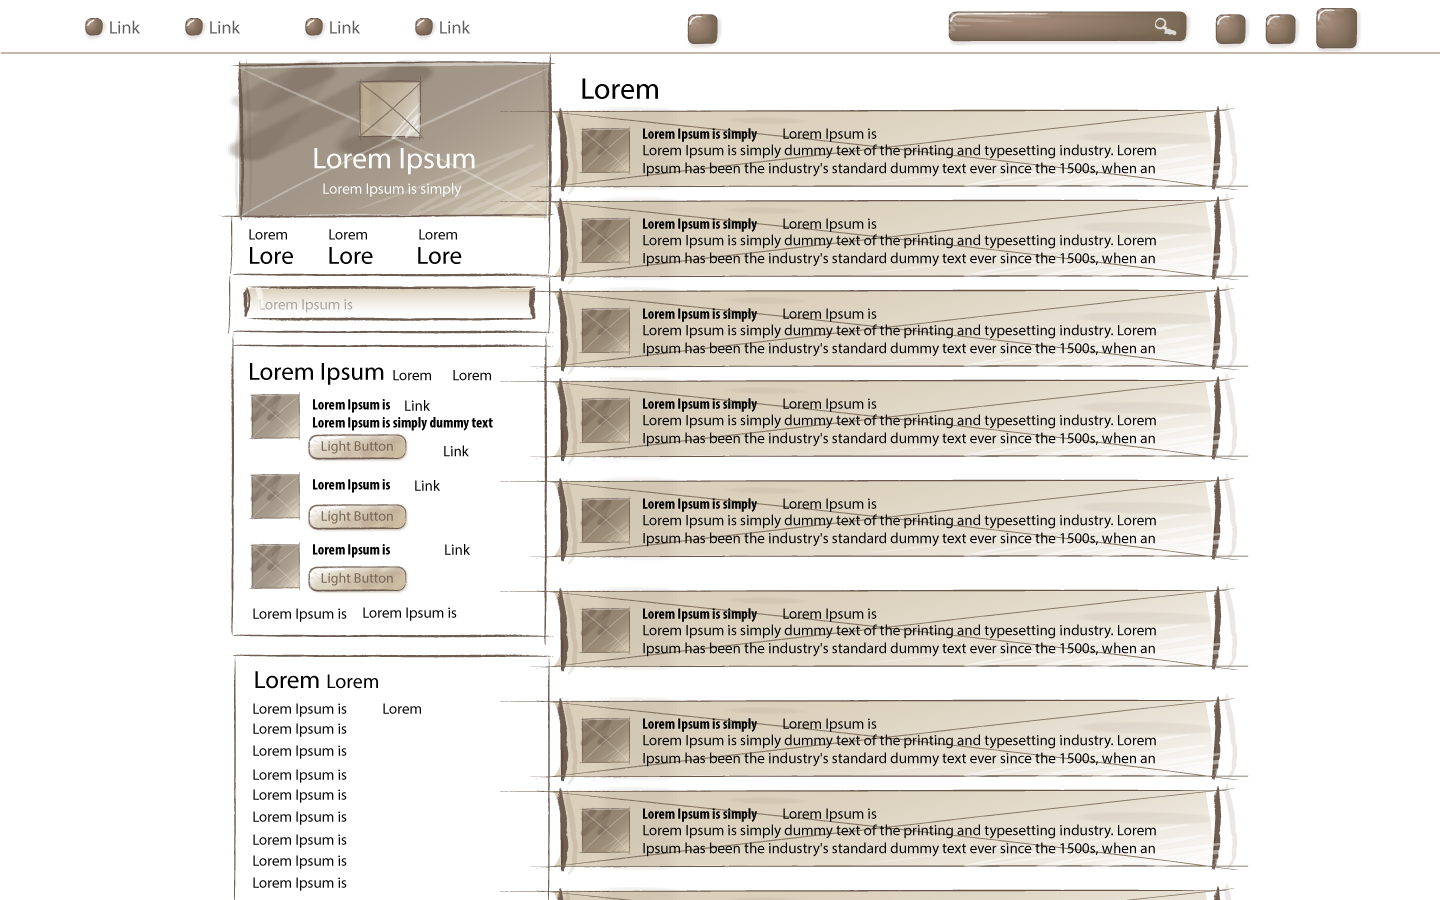 Link Link Link Link
Lorem Ipsum
Lorem Ipsum is simply
Lorem Lorem Lorem
Lore Lore Lore
Lorem Ipsum is
Lorem Ipsum Lorem Lorem
Lorem Ipsum is Link
Lorem Ipsum is simply dummy text
Light Button
Link
Lorem Ipsum is Link
Light Button
Lorem Ipsum is Link
Light Button
Lorem Ipsum is Lorem Ipsum is
Lorem Lorem
Lorem Ipsum is Lorem
Lorem Ipsum is
Lorem Ipsum is
Lorem Ipsum is
Lorem Ipsum is
Lorem Ipsum is
Lorem Ipsum is
Lorem Ipsum is
Lorem Ipsum is
Lorem
Lorem Ipsum is simply Lorem Ipsum is
Lorem Ipsum is simply dummy text of the printing and typesetting industry. Lorem
Ipsum has been the industry's standard dummy text ever since the 1500s, when an
Lorem Ipsum is simply Lorem Ipsum is
Lorem Ipsum is simply dummy text of the printing and typesetting industry. Lorem
Ipsum has been the industry's standard dummy text ever since the 1500s, when an
Lorem Ipsum is simply Lorem Ipsum is
Lorem Ipsum is simply dummy text of the printing and typesetting industry. Lorem
Ipsum has been the industry's standard dummy text ever since the 1500s, when an
Lorem Ipsum is simply Lorem Ipsum is
Lorem Ipsum is simply dummy text of the printing and typesetting industry. Lorem
Ipsum has been the industry's standard dummy text ever since the 1500s, when an
Lorem Ipsum is simply Lorem Ipsum is
Lorem Ipsum is simply dummy text of the printing and typesetting industry. Lorem
Ipsum has been the industry's standard dummy text ever since the 1500s, when an
Lorem Ipsum is simply Lorem Ipsum is
Lorem Ipsum is simply dummy text of the printing and typesetting industry. Lorem
Ipsum has been the industry's standard dummy text ever since the 1500s, when an
Lorem Ipsum is simply Lorem Ipsum is
Lorem Ipsum is simply dummy text of the printing and typesetting industry. Lorem
Ipsum has been the industry's standard dummy text ever since the 1500s, when an
Lorem Ipsum is simply Lorem Ipsum is
Lorem Ipsum is simply dummy text of the printing and typesetting industry. Lorem
Ipsum has been the industry's standard dummy text ever since the 1500s, when an